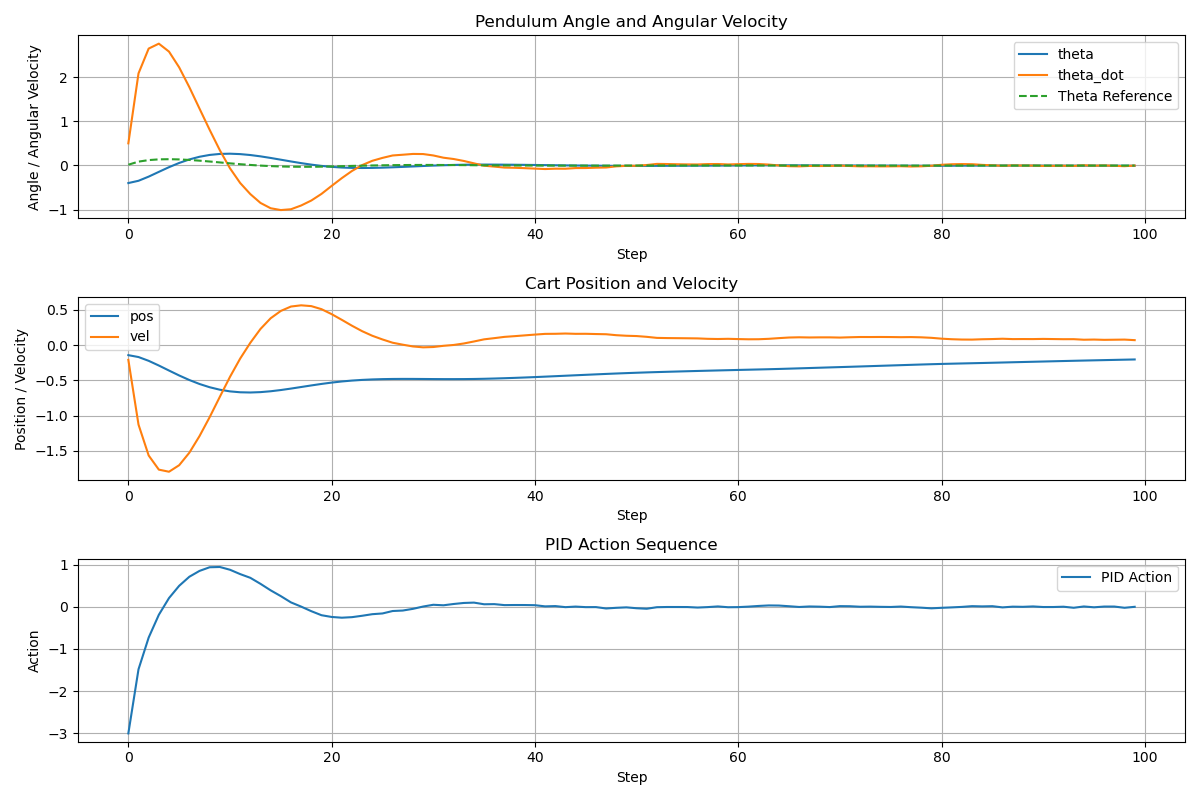 Pendulum Angle and Angular Velocity
Angle / Angular Velocity
2
1
0
−1
theta
theta_dot
Theta Reference
0 20 40 60 80 100
Step
Cart Position and Velocity
Position / Velocity
0.5
0.0
−0.5
−1.0
−1.5
pos
vel
0 20 40 60 80 100
Step
PID Action Sequence
Action
1
0
−1
−2
−3
PID Action
0 20 40 60 80 100
Step